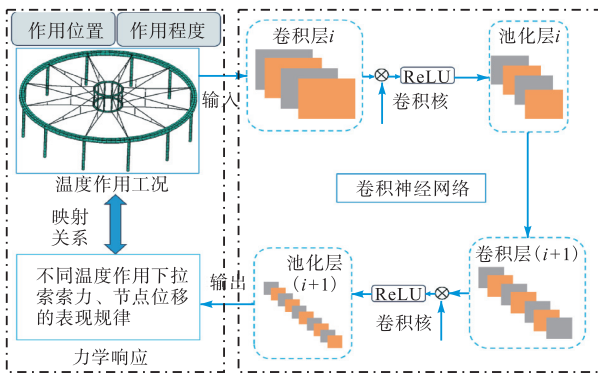 作用位置
作用程度
温度作用工况
映射
关系
不同温度作用下拉
索索力、节点位移
的表现规律
力学响应
输入
卷积层i
ReLU
卷积核
池化层i
卷积神经网络
卷积层(i+1)
ReLU
卷积核
池化层
(i+1)
输出